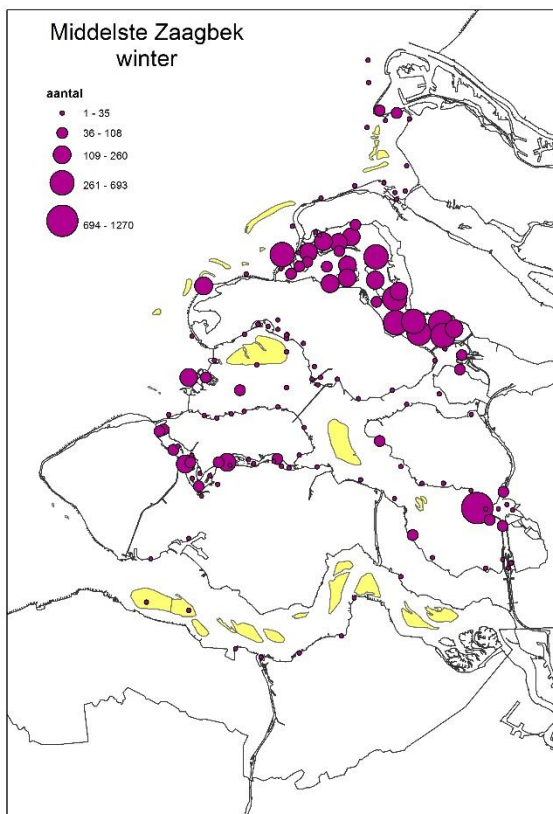 Middelste Zaagbek
winter
aantal
1 - 35
36 - 108
109 - 260
261 - 693
694 - 1270